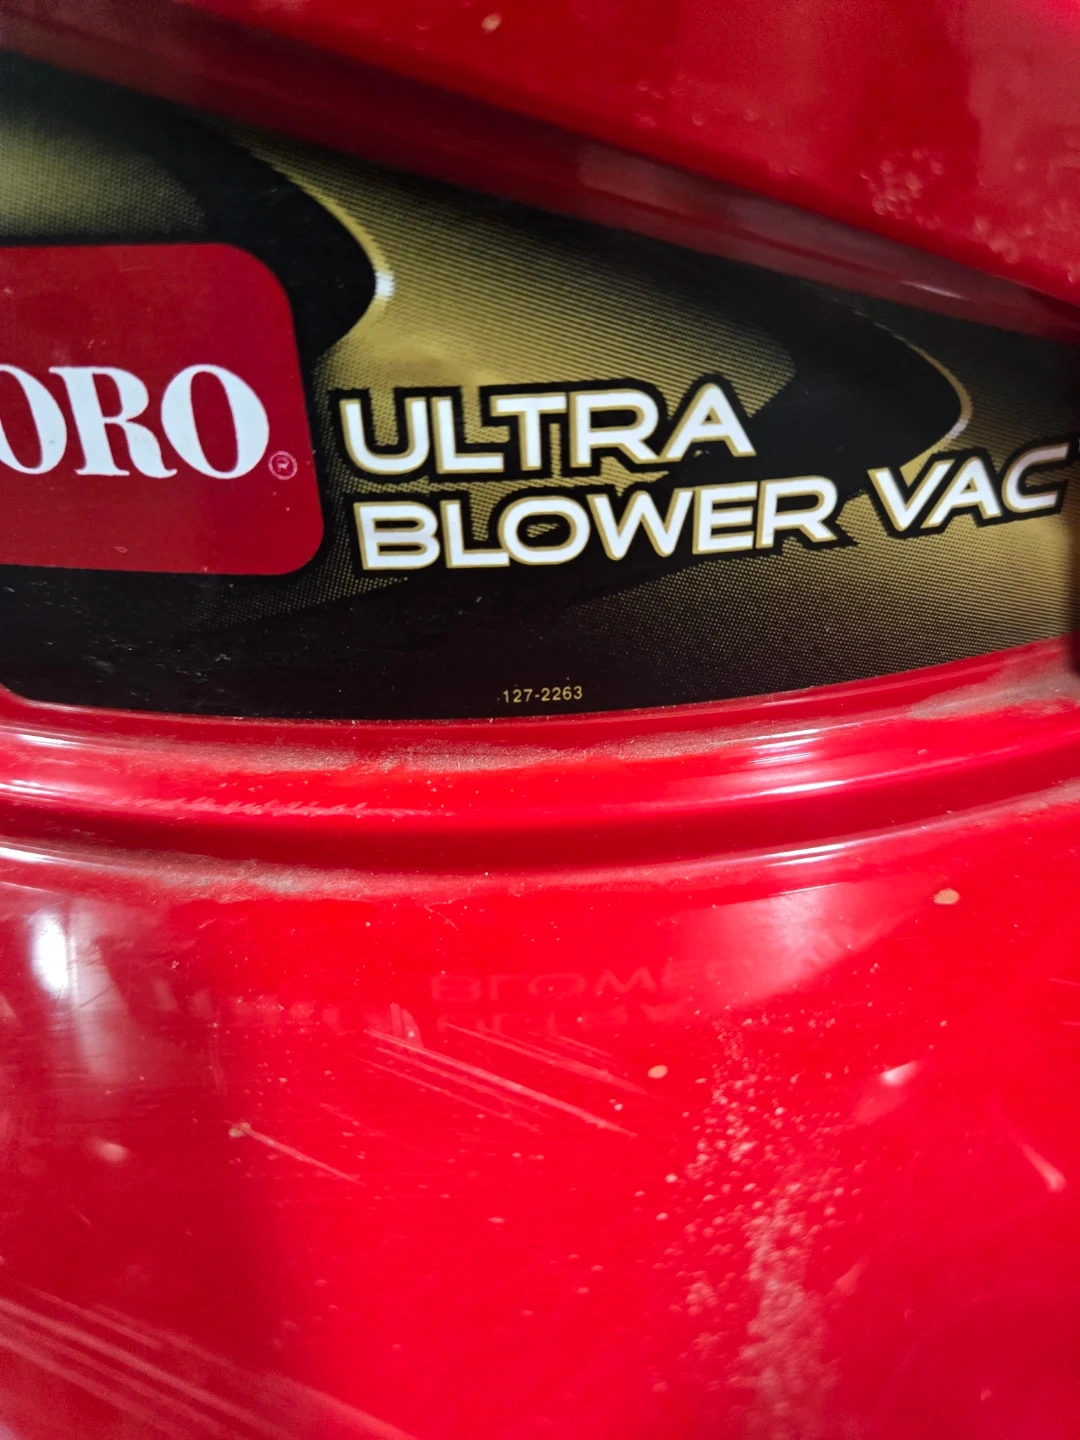 ORO®
ULTRA
BLOWER VAC
127-2263